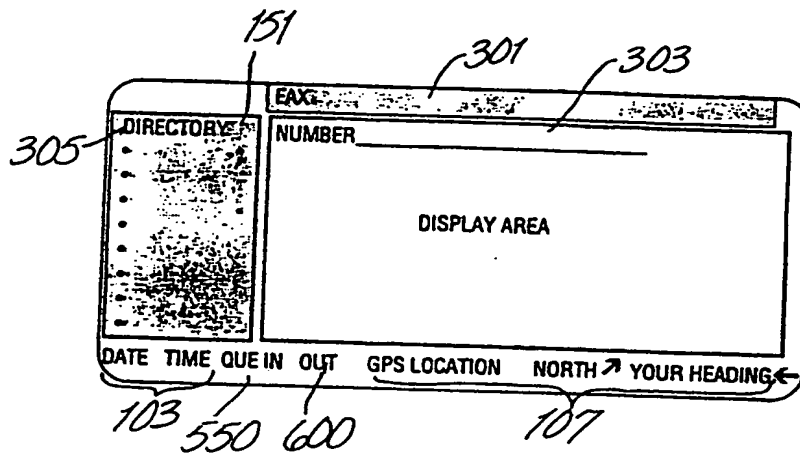 151
301
303
FAX:
DIRECTORY
NUMBER
305
DISPLAY AREA
DATE TIME QUE IN OUT GPS LOCATION NORTH ↗ YOUR HEADING ←
103
550
600
107